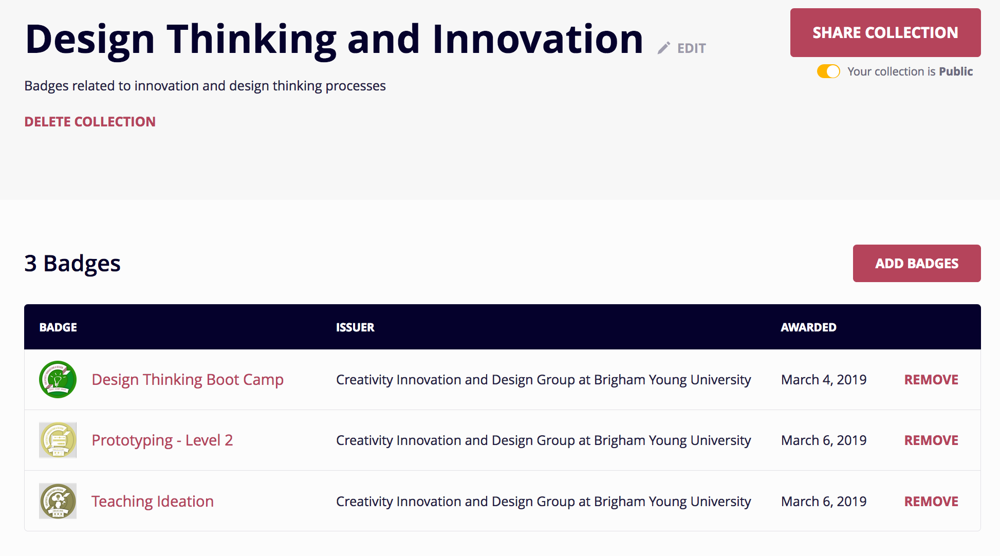 Design Thinking and Innovation EDIT
SHARE COLLECTION
Your collection is Public
Badges related to innovation and design thinking processes
DELETE COLLECTION
3 Badges
ADD BADGES
BADGE ISSUER AWARDED
Design Thinking Boot Camp Creativity Innovation and Design Group at Brigham Young University March 4, 2019 REMOVE
Prototyping - Level 2 Creativity Innovation and Design Group at Brigham Young University March 6, 2019 REMOVE
Teaching Ideation Creativity Innovation and Design Group at Brigham Young University March 6, 2019 REMOVE